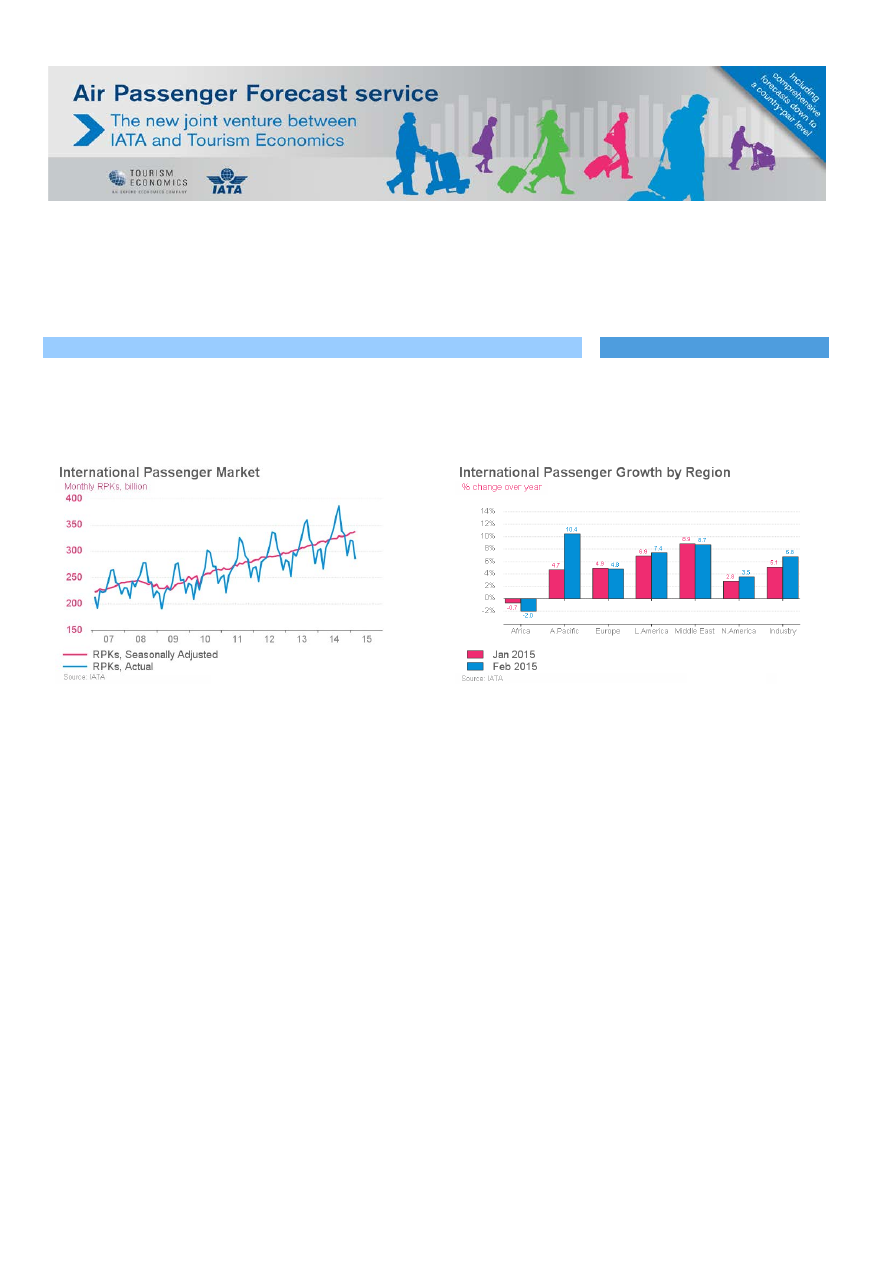 Air Passenger Forecast service
The new joint venture between
IATA and Tourism Economics
TOURISM
ECONOMICS
AN OXFORD ECONOMICS COMPANY
IATA
Including
comprehensive
forecasts down to
a country-pair level
International Passenger Market
Monthly RPKs, billion
400
350
300
250
200
150
07 08 09 10 11 12 13 14 15
RPKs, Seasonally Adjusted
RPKs, Actual
Source: IATA
International Passenger Growth by Region
% change over year
14%
12%
10%
8%
6%
4%
2%
0%
-2%
-0.7 -2.0 4.7 10.4 4.9 4.8 6.9 7.4 8.9 8.7 2.8 3.5 5.1 6.8
Africa A.Pacific Europe L.America Middle East N.America Industry
Jan 2015
Feb 2015
Source: IATA